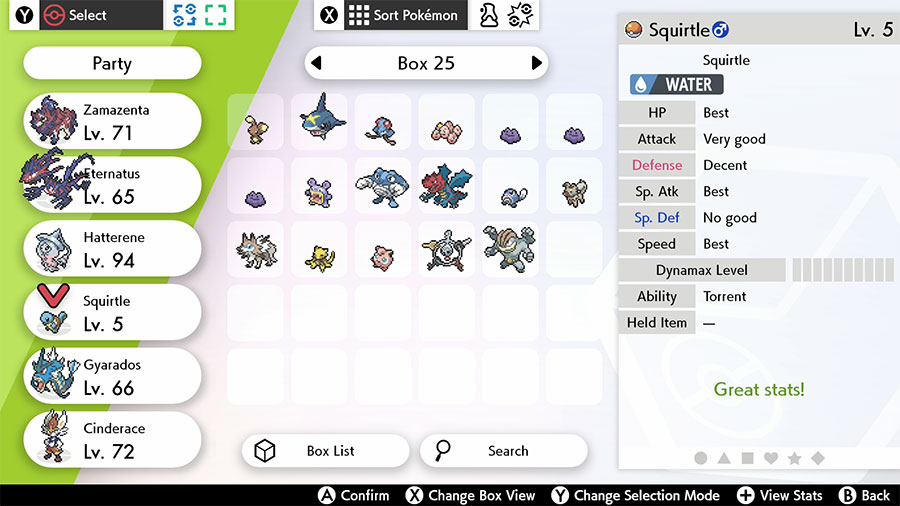 Y Select
X Sort Pokémon
Party
Zamazenta
Lv. 71
Eternatus
Lv. 65
Hatterene
Lv. 94
Squirtle
Lv. 5
Gyarados
Lv. 66
Cinderace
Lv. 72
Box 25
Box List
Search
Squirtle♂ Lv. 5
Squirtle
WATER
HP Best
Attack Very good
Defense Decent
Sp. Atk Best
Sp. Def No good
Speed Best
Dynamax Level
Ability Torrent
Held Item —
Great stats!
A Confirm X Change Box View Y Change Selection Mode + View Stats B Back